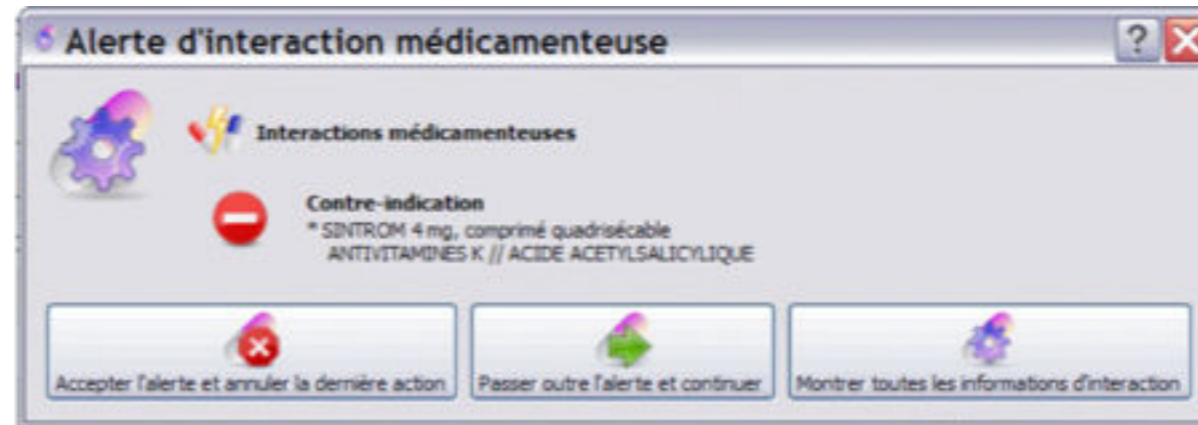 Alerte d'interaction médicamenteuse
Interactions médicamenteuses
Contre-indication
* SINTROM 4 mg, comprimé quadrisécable
ANTIVITAMINES K // ACIDE ACETYLSALICYLIQUE
Accepter l'alerte et annuler la dernière action
Passer outre l'alerte et continuer
Montrer toutes les informations d'interaction